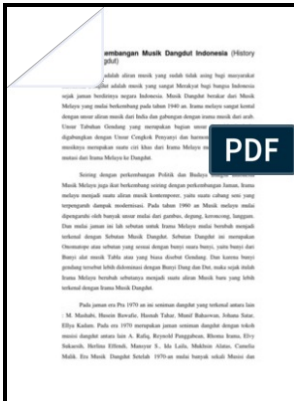 embangan Musik Dangdut Indonesia (History
gdut)
adalah aliran musik yang sudah tidak asing bagi masyarakat
dangdut adalah musik yang sangat Merakyat bagi bangsa Indonesia
sejak jaman berdirinya negara Indonesia. Musik Dangdut berakar dari Musik
Melayu yang mulai berkembang pada tahun 1940 an. Irama melayu sangat kental
dengan unsur aliran musik dari India dan gabungan dengan irama musik dari arab.
Unsur Tabuhan Gendang yang merupakan bagian unsur
digabungkan dengan Unsur Cengkok Penyanyi dan harmonis
musiknya merupakan suatu ciri khas dari Irama Melayu
mutasi dari Irama Melayu ke Dangdut.
PDF
Seiring dengan perkembangan Politik dan Budaya Indonesia
Musik Melayu juga ikut berkembang seiring dengan perkembangan Jaman. Irama
melayu menjadi suatu aliran musik kontemporer, yaitu suatu cabang seni yang
terpengaruh dampak modernisasi. Pada tahun 1960 an Musik melayu mulai
dipengaruhi oleh banyak unsur mulai dari gambus, degung, keroncong, langgam.
Dan mulai jaman ini lah sebutan untuk Irama Melayu mulai berubah menjadi
terkenal dengan Sebutan Musik Dangdut. Sebutan Dangdut ini merupakan
Onomatope atau sebutan yang sesuai dengan bunyi suara bunyi, yaitu bunyi dari
Bunyi alat musik Tabla atau yang biasa disebut Gendang. Dan karena bunyi
gendang tersebut lebih didominasi dengan Bunyi Dang dan Dut, maka sejak itulah
Irama Melayu berubah sebutanya menjadi suatu aliran Musik baru yang lebih
terkenal dengan Irama Musik Dangdut.
Pada jaman era Pra 1970 an ini seniman dangdut yang terkenal antara lain
: M. Mashabi, Husein Bawafie, Hasnah Tahar, Munif Bahaswan, Johana Satar,
Ellya Kadam. Pada era 1970 merupakan jaman seniman dangdut dengan tokoh
musisi dangdut antara lain A. Rafiq, Reynold Panggabean, Rhoma Irama, Elvy
Sukaesih, Herlina Effendi, Mansyur S., Ida Laila, Mukhsin Alatas, Camelia
Malik. Era Musik Dangdut Setelah 1970-an mulai banyak sekali Musisi dan